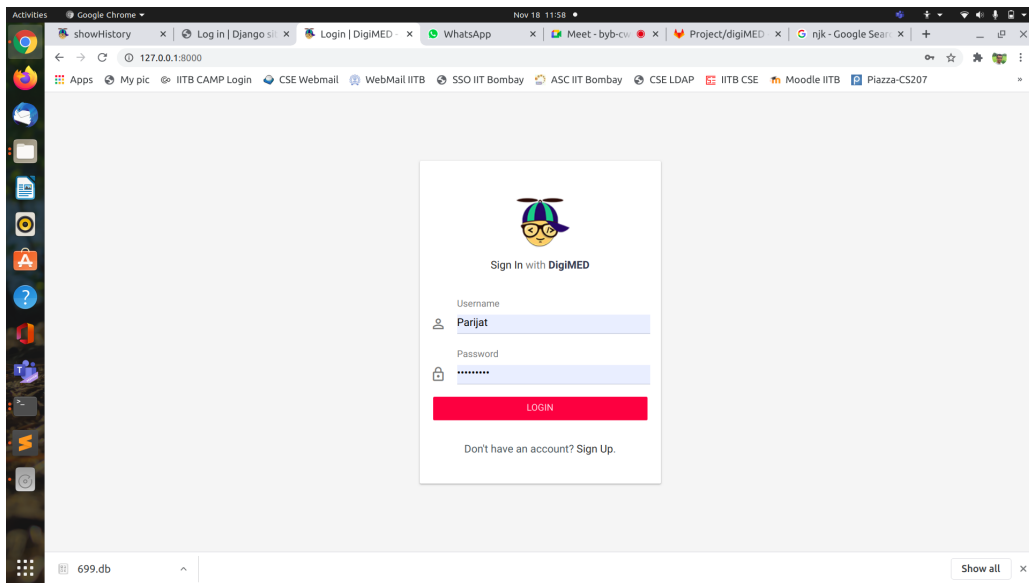 Activities Google Chrome ▾ Nov 18 11:58
showHistory Log in | Django sit Login | DigiMED - WhatsApp Meet - byb-cw Project/digiMED njk - Google Searc
127.0.0.1:8000
Apps My pic IITB CAMP Login CSE Webmail WebMail IITB SSO IIT Bombay ASC IIT Bombay CSE LDAP IITB CSE Moodle IITB Piazza-CS207 »
Sign In with DigiMED
Username
Parijat
Password
•••••••••
LOGIN
Don't have an account? Sign Up.
699.db Show all